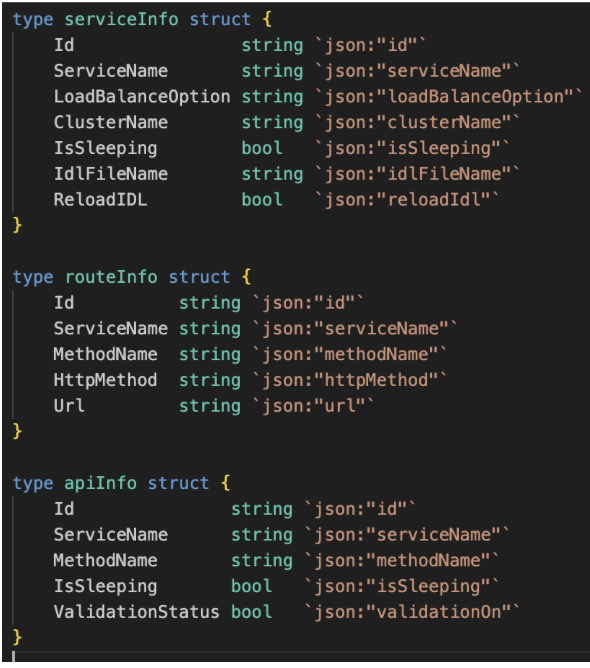 type serviceInfo struct {
    Id                string `json:"id"`
    ServiceName       string `json:"serviceName"`
    LoadBalanceOption string `json:"loadBalanceOption"`
    ClusterName       string `json:"clusterName"`
    IsSleeping        bool   `json:"isSleeping"`
    IdlFileName       string `json:"idlFileName"`
    ReloadIDL         bool   `json:"reloadIdl"`
}

type routeInfo struct {
    Id          string `json:"id"`
    ServiceName string `json:"serviceName"`
    MethodName  string `json:"methodName"`
    HttpMethod  string `json:"httpMethod"`
    Url         string `json:"url"`
}

type apiInfo struct {
    Id               string `json:"id"`
    ServiceName      string `json:"serviceName"`
    MethodName       string `json:"methodName"`
    IsSleeping       bool   `json:"isSleeping"`
    ValidationStatus bool   `json:"validationOn"`
}